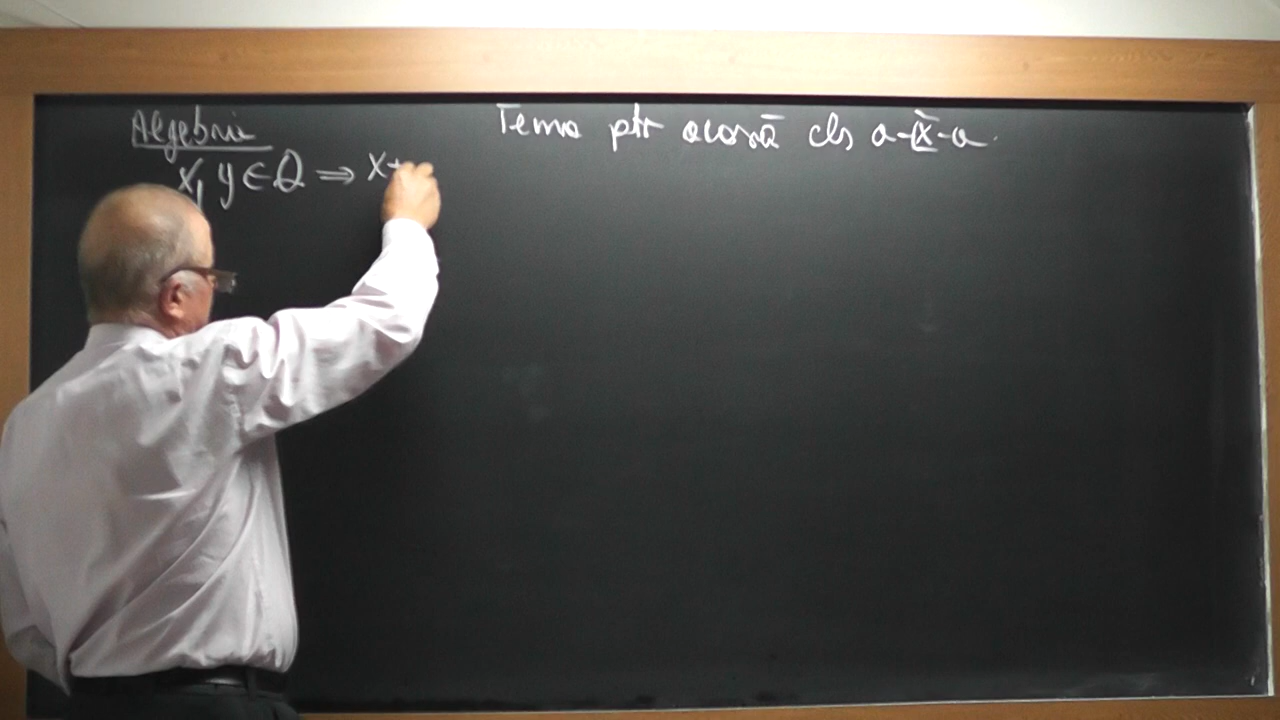 Algebră
Tema ptr acasă cls a-IX-a
x, y ∈ Q ⇒ x+